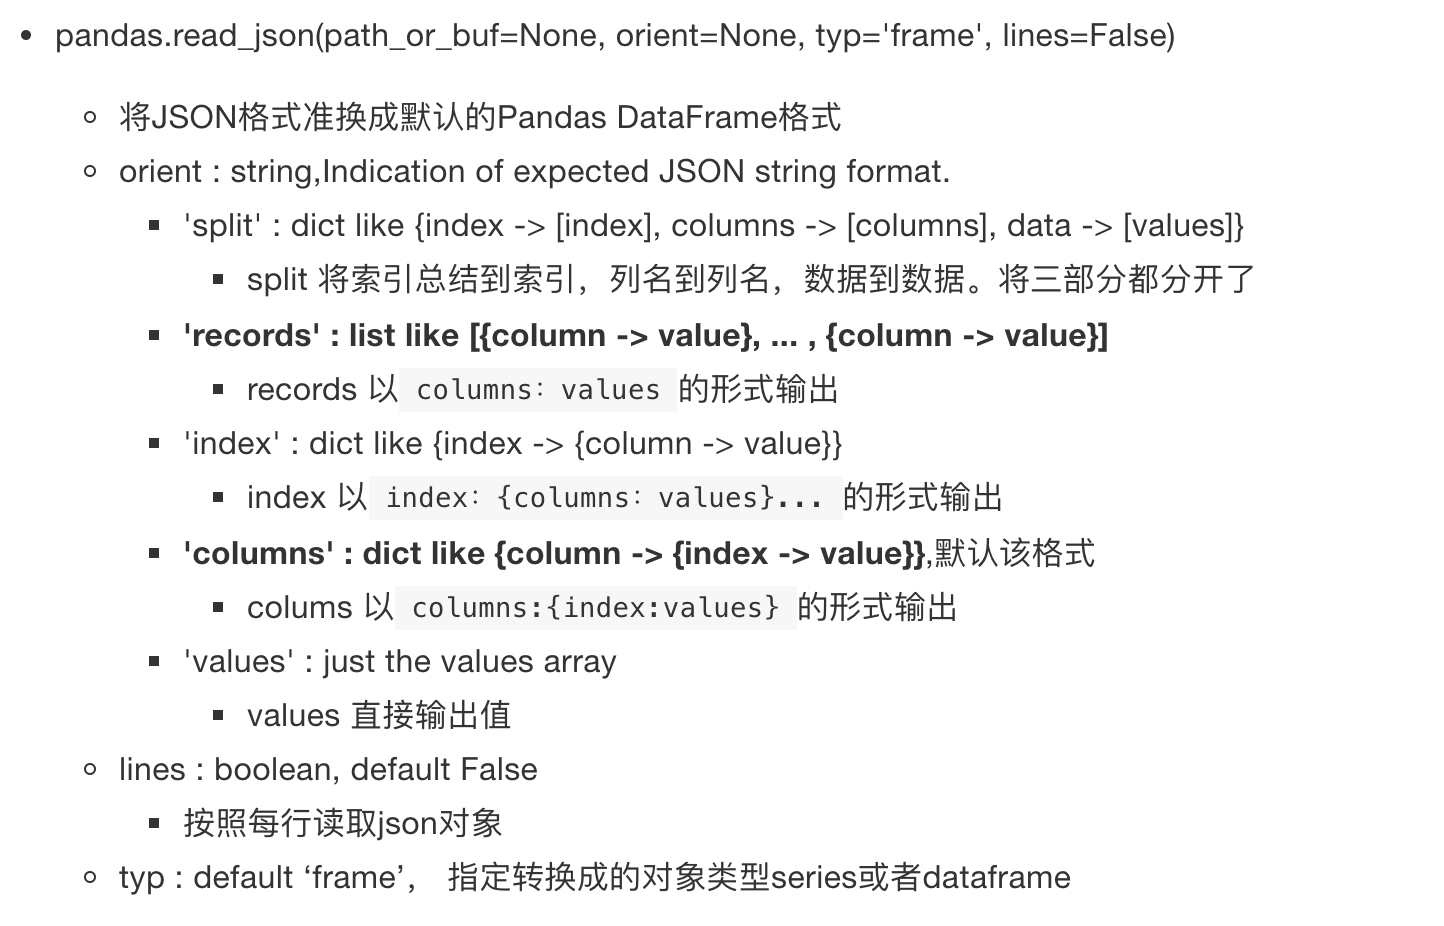 pandas.read_json(path_or_buf=None, orient=None, typ='frame', lines=False)
将JSON格式准换成默认的Pandas DataFrame格式
orient : string,Indication of expected JSON string format.
'split' : dict like {index -> [index], columns -> [columns], data -> [values]}
split 将索引总结到索引，列名到列名，数据到数据。将三部分都分开了
'records' : list like [{column -> value}, ... , {column -> value}]
records 以 columns：values 的形式输出
'index' : dict like {index -> {column -> value}}
index 以 index：{columns：values}... 的形式输出
'columns' : dict like {column -> {index -> value}},默认该格式
colums 以 columns:{index:values} 的形式输出
'values' : just the values array
values 直接输出值
lines : boolean, default False
按照每行读取json对象
typ : default ‘frame’， 指定转换成的对象类型series或者dataframe